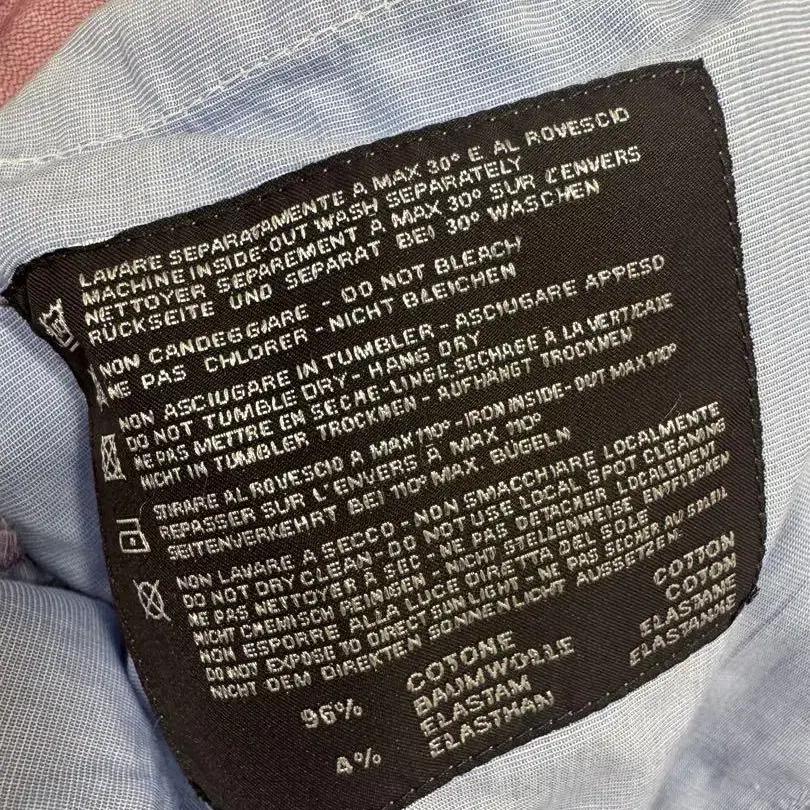 LAVARE SEPARATAMENTE A MAX 30° E AL ROVESCIO
MACHINE INSIDE-OUT WASH SEPARATELY
NETTOYER SEPAREMENT À MAX 30° SUR L'ENVERS
RÜCKSEITE UND SEPARAT BEI 30° WASCHEN
NON CANDEGGIARE - DO NOT BLEACH
NE PAS CHLORER - NICHT BLEICHEN
NON ASCIUGARE IN TUMBLER - ASCIUGARE APPESO
DO NOT TUMBLE DRY - HANG DRY
NE PAS METTRE EN SECHE-LINGE, SECHAGE À LA VERTICALE
NICHT IN TUMBLER TROCKNEN - AUFHÄNGT TROCKNEN
STIRARE AL ROVESCIO A MAX 110° - IRON INSIDE-OUT MAX 110°
REPASSER SUR L'ENVERS À MAX 110°
SEITENVERKEHRT BEI 110° MAX. BÜGELN
NON LAVARE A SECCO - NON SMACCHIARE LOCALMENTE
DO NOT DRY CLEAN - DO NOT USE LOCAL SPOT CLEANING
NE PAS NETTOYER À SEC - NE PAS DETACHER LOCALEMENT
NICHT CHEMISCH REINIGEN - NICHT STELLENWEISE ENTFLECKEN
NON ESPORRE ALLA LUCE DIRETTA DEL SOLE
DO NOT EXPOSE TO DIRECT SUN LIGHT - NE PAS SECHER AU SOLEIL
NICHT DEM DIREKTEN SONNENLICHT AUSSETZEN:
96% COTONE COTTON
BAUMWOLLE COTON
4% ELASTAM ELASTANE
ELASTHAN ELASTANNE